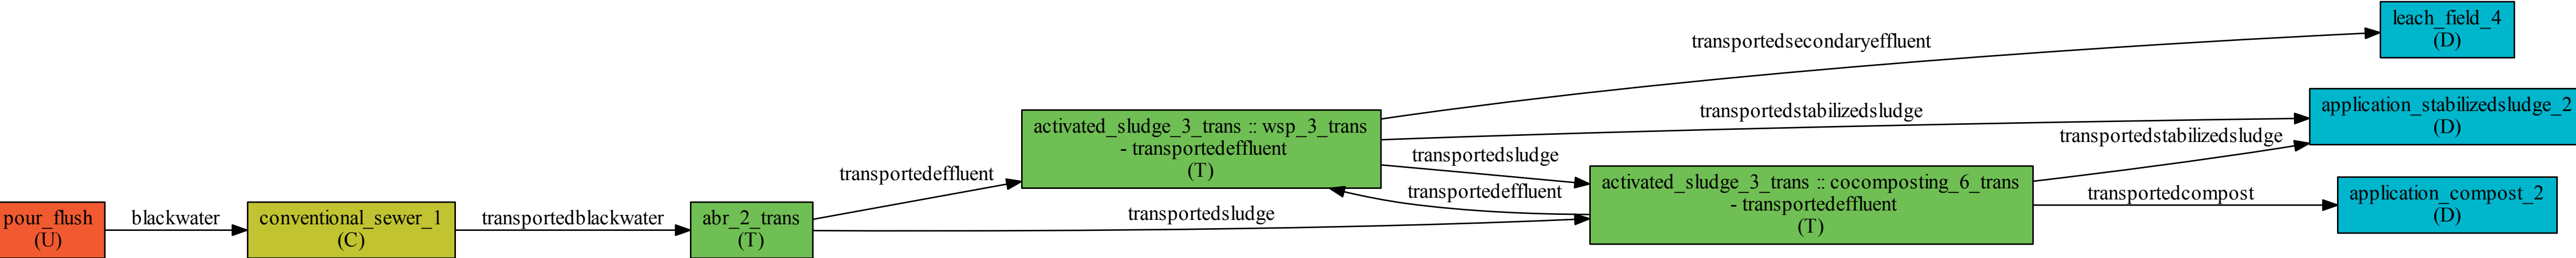 pour_flush
(U)
blackwater
conventional_sewer_1
(C)
transportedblackwater
abr_2_trans
(T)
transportedeffluent
transportedsludge
activated_sludge_3_trans :: wsp_3_trans
- transportedeffluent
(T)
transportedsecondaryeffluent
transportedstabilizedsludge
transportedsludge
transportedeffluent
activated_sludge_3_trans :: cocomposting_6_trans
- transportedeffluent
(T)
transportedstabilizedsludge
transportedcompost
leach_field_4
(D)
application_stabilizedsludge_2
(D)
application_compost_2
(D)